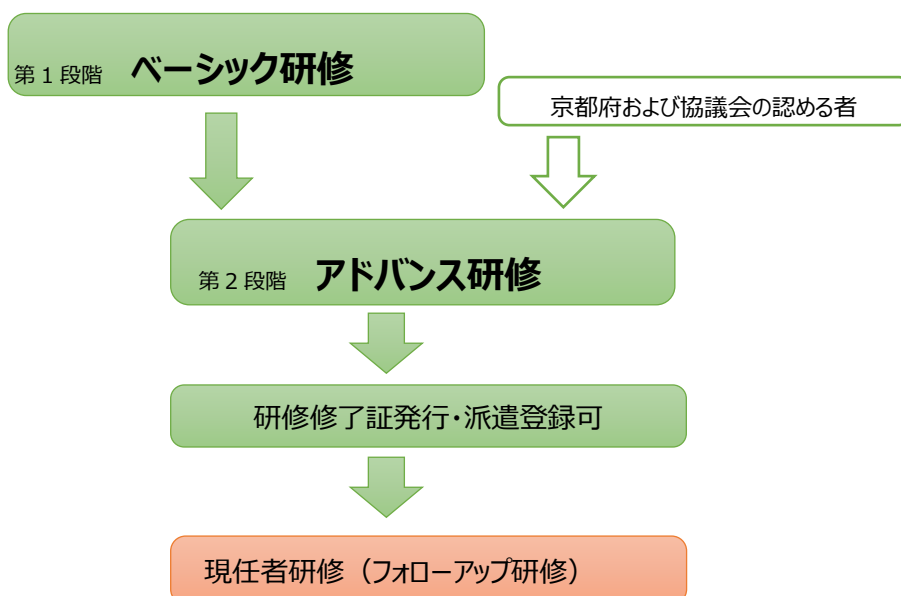 第1段階 ベーシック研修
京都府および協議会の認める者
第2段階 アドバンス研修
研修修了証発行・派遣登録可
現任者研修（フォローアップ研修）